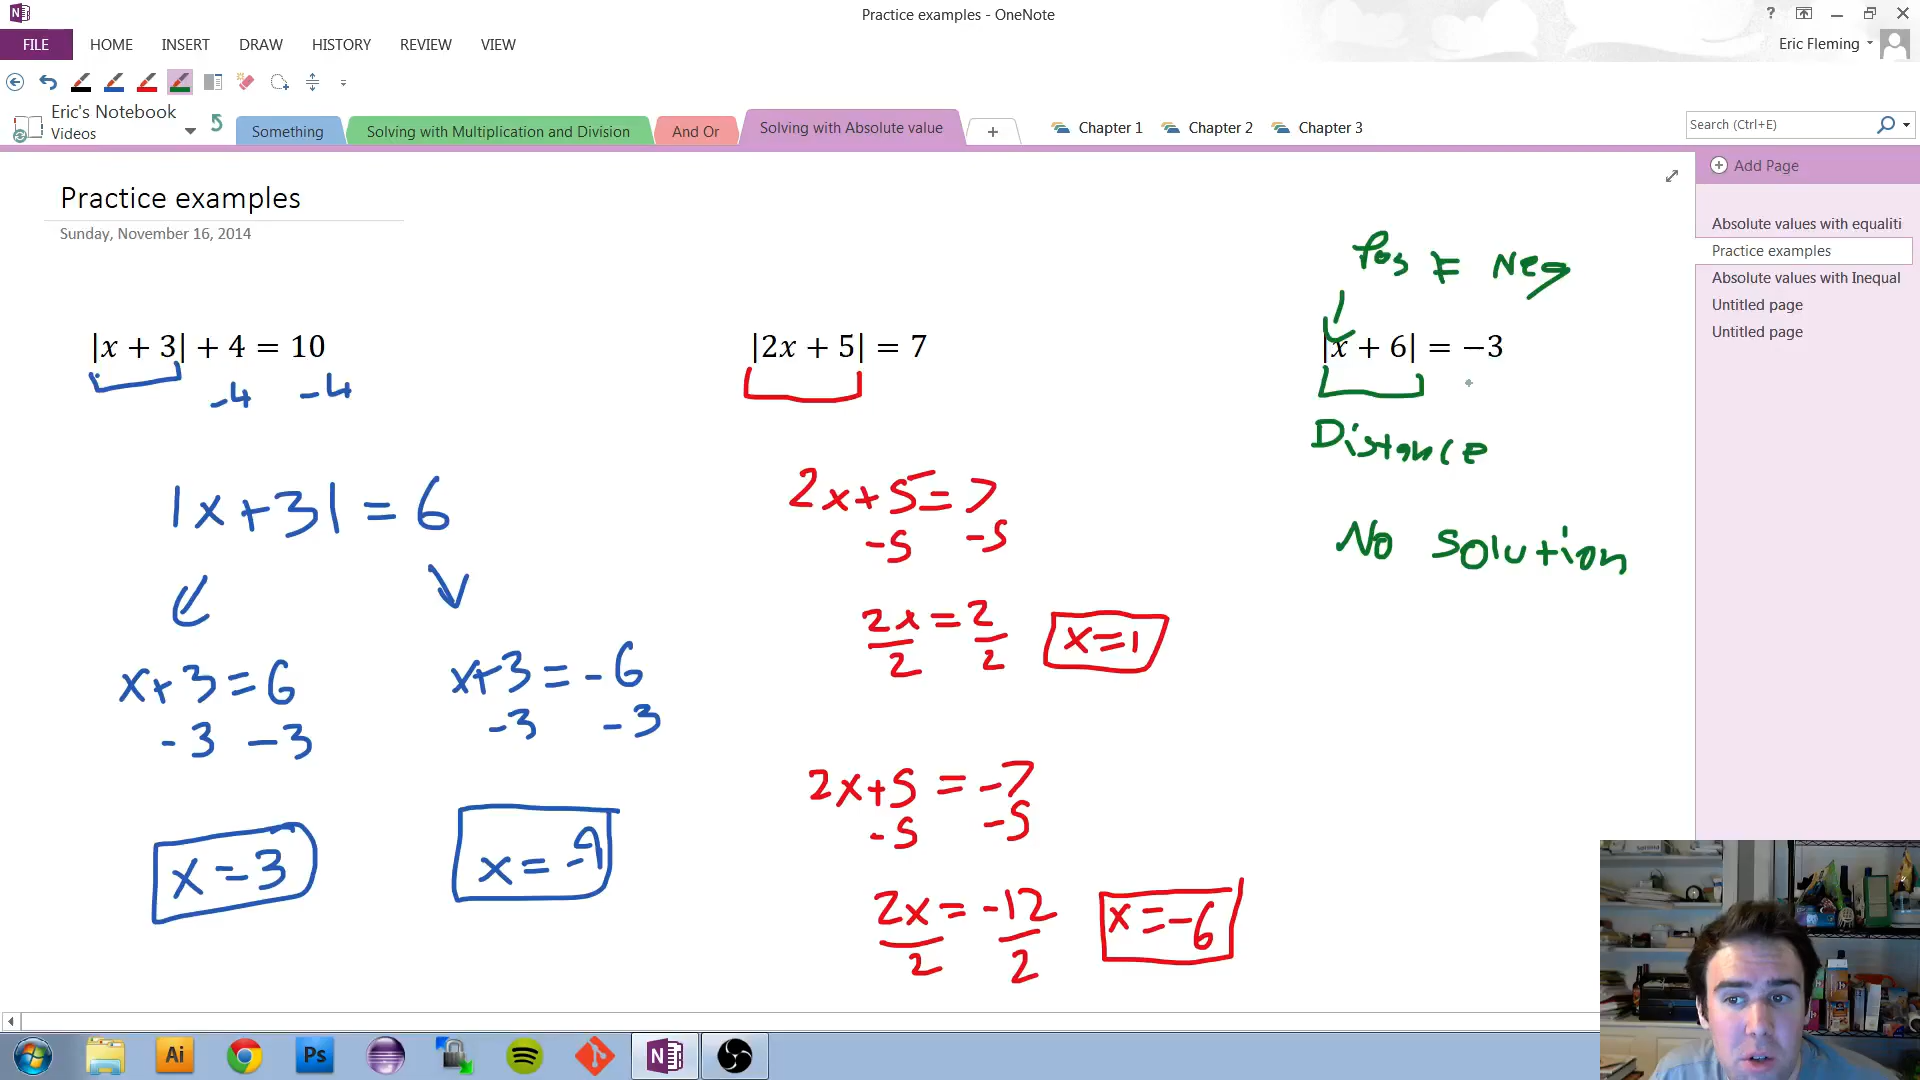 Practice examples - OneNote
?
FILE HOME INSERT DRAW HISTORY REVIEW VIEW
Eric Fleming
Eric's Notebook
Videos
Something
Solving with Multiplication and Division
And Or
Solving with Absolute value
+
Chapter 1
Chapter 2
Chapter 3
Search (Ctrl+E)
Add Page
Absolute values with equaliti
Practice examples
Absolute values with Inequal
Untitled page
Untitled page
Practice examples
Sunday, November 16, 2014
|x + 3| + 4 = 10
-4 -4
|x+3| = 6
x+3=6
-3 -3
x=3
x+3=-6
-3 -3
x=-9
|2x + 5| = 7
2x+5=7
-5 -5
2x=2
2 2
x=1
2x+5=-7
-5 -5
2x=-12
2 2
x=-6
Pos ≠ Neg
|x + 6| = −3
Distance
No solution
Ai
Ps
N